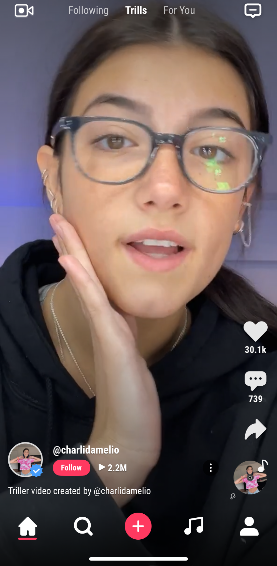 Following Trills For You
30.1k
739
@charlidamelio
Follow 2.2M
Triller video created by @charlidamelio